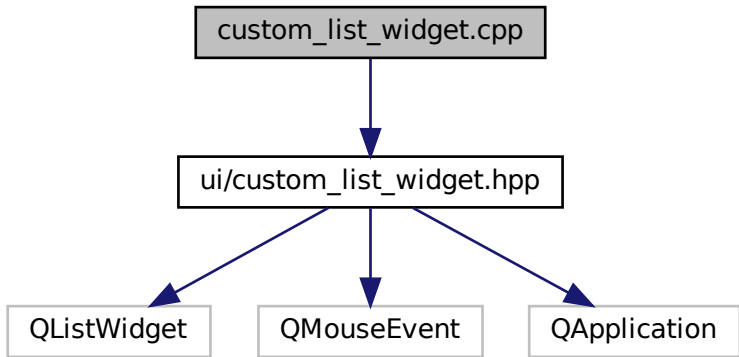 custom_list_widget.cpp
ui/custom_list_widget.hpp
QListWidget
QMouseEvent
QApplication